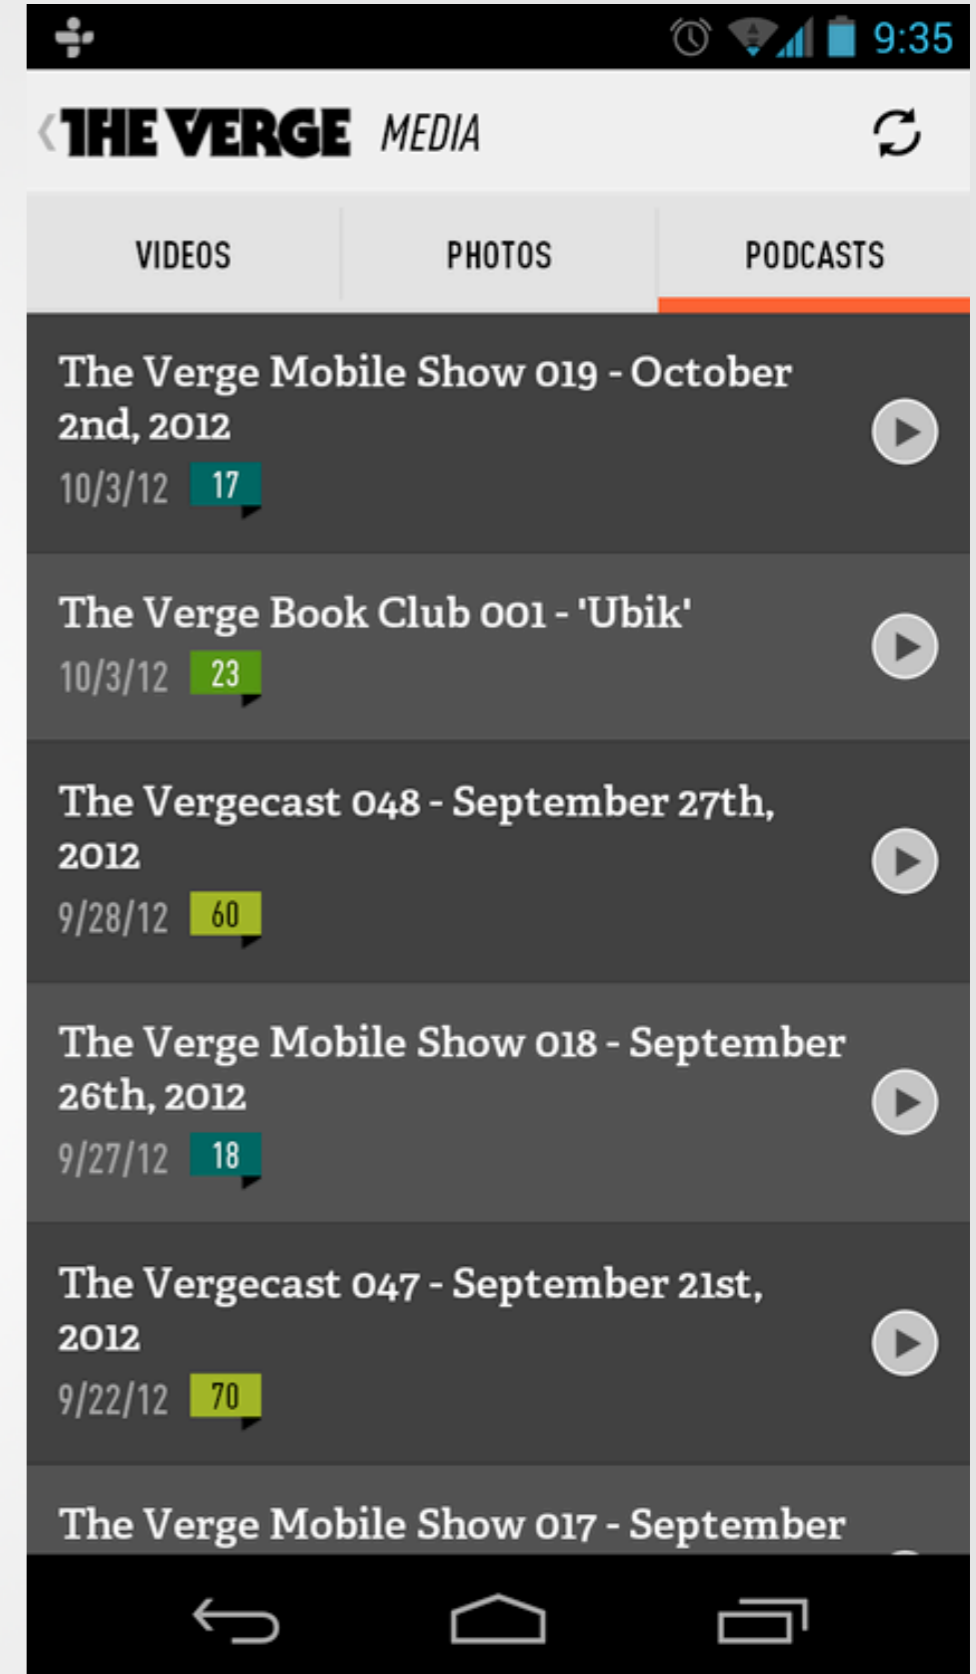 9:35
THE VERGE MEDIA
VIDEOS PHOTOS PODCASTS
The Verge Mobile Show 019 - October
2nd, 2012
10/3/12 17
The Verge Book Club 001 - 'Ubik'
10/3/12 23
The Vergecast 048 - September 27th,
2012
9/28/12 60
The Verge Mobile Show 018 - September
26th, 2012
9/27/12 18
The Vergecast 047 - September 21st,
2012
9/22/12 70
The Verge Mobile Show 017 - September